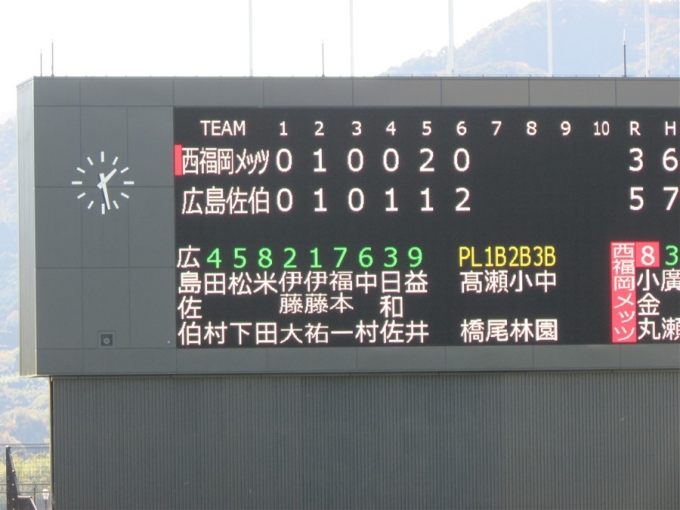 TEAM 1 2 3 4 5 6 7 8 9 10 R H
西福岡メッツ 0 1 0 0 2 0 3 6
広島佐伯 0 1 0 1 1 2 5 7
広島佐伯
4 田村
5 松下
8 米田
2 伊藤大
1 伊藤祐
7 福本一
6 中村
3 日和佐
9 益井
PL 髙橋
1B 瀬尾
2B 小林
3B 中園
西福岡メッツ
8 小金丸
3 廣瀬